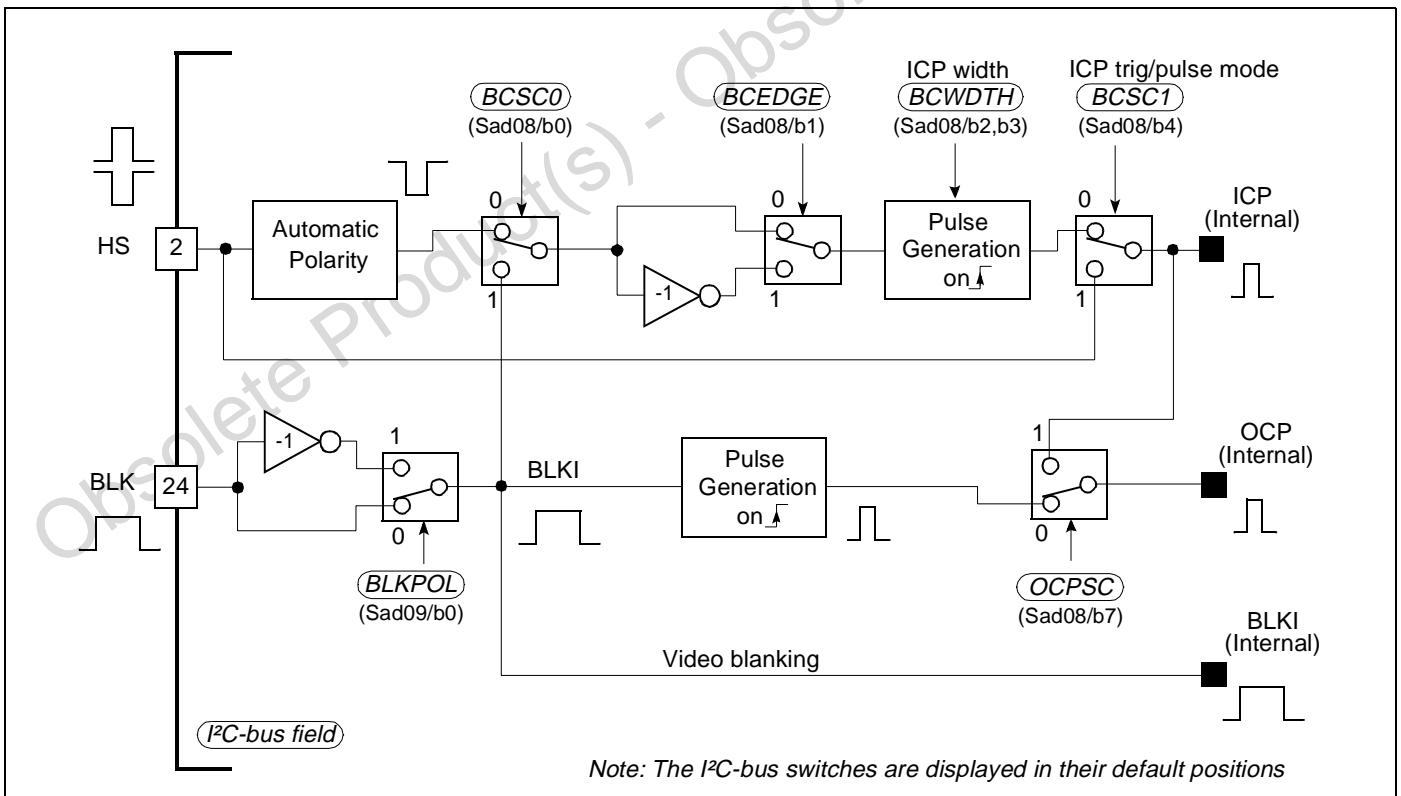 Obsolete Product(s) - Obsole
ICP width
ICP trig/pulse mode
BCSC0
(Sad08/b0)
BCEDGE
(Sad08/b1)
BCWDTH
(Sad08/b2,b3)
BCSC1
(Sad08/b4)
HS
2
Automatic
Polarity
0
1
-1
0
1
Pulse
Generation
on
0
1
ICP
(Internal)
BLK
24
-1
1
0
BLKPOL
(Sad09/b0)
BLKI
Pulse
Generation
on
1
0
OCPSC
(Sad08/b7)
OCP
(Internal)
Video blanking
BLKI
(Internal)
I²C-bus field
Note: The I²C-bus switches are displayed in their default positions